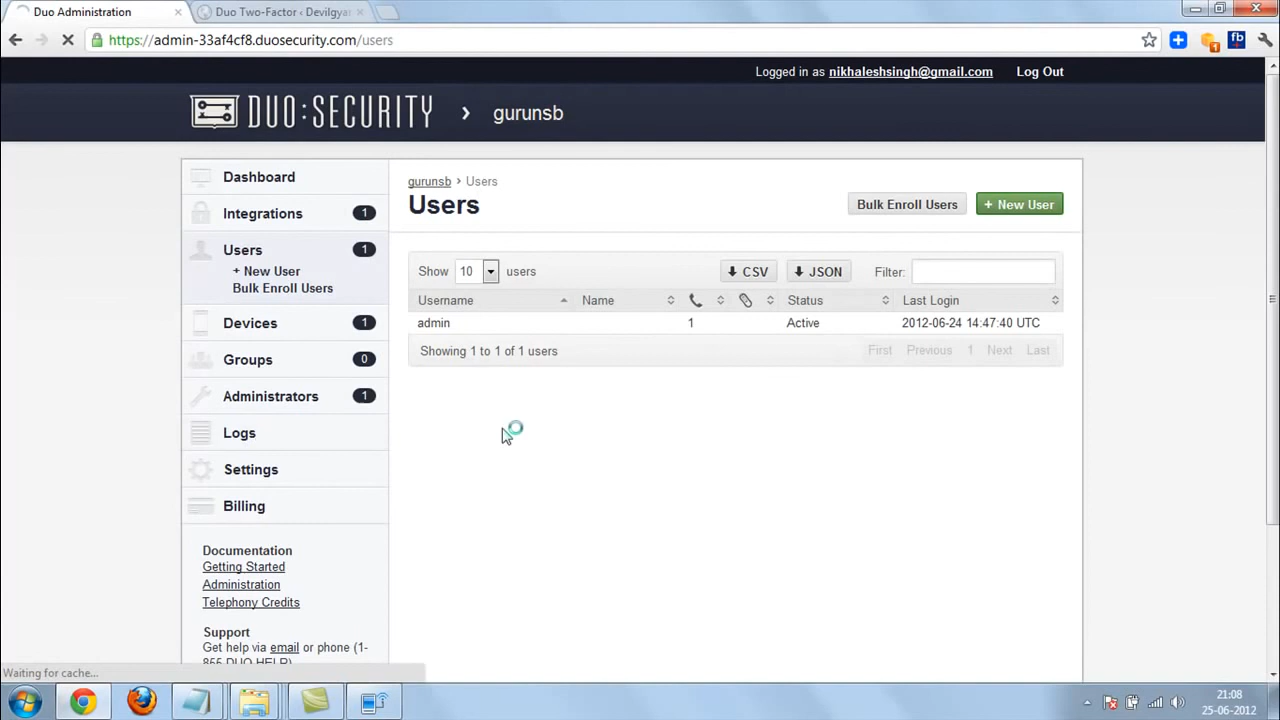 Duo Administration
Duo Two-Factor ‹ Devilgyar
https://admin-33af4cf8.duosecurity.com/users
fb
Logged in as nikhaleshsingh@gmail.com Log Out
DUO:SECURITY › gurunsb
Dashboard
Integrations 1
Users 1
+ New User
Bulk Enroll Users
Devices 1
Groups 0
Administrators 1
Logs
Settings
Billing
Documentation
Getting Started
Administration
Telephony Credits
Support
Get help via email or phone (1-
855 DUO HELP)
gurunsb › Users
Users
Bulk Enroll Users
+ New User
Show 10 users
CSV
JSON
Filter:
Username Name Status Last Login
admin 1 Active 2012-06-24 14:47:40 UTC
Showing 1 to 1 of 1 users
First Previous 1 Next Last
Waiting for cache...
21:08
25-06-2012